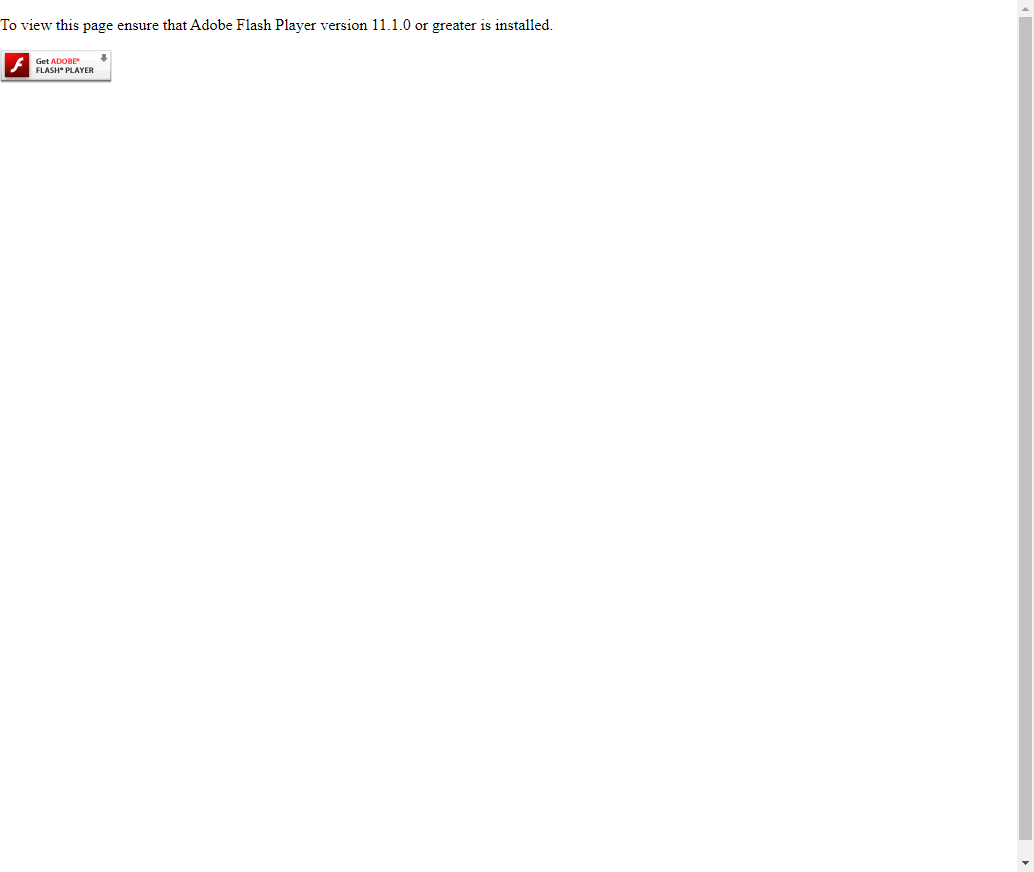 To view this page ensure that Adobe Flash Player version 11.1.0 or greater is installed.
Get ADOBE®
FLASH® PLAYER